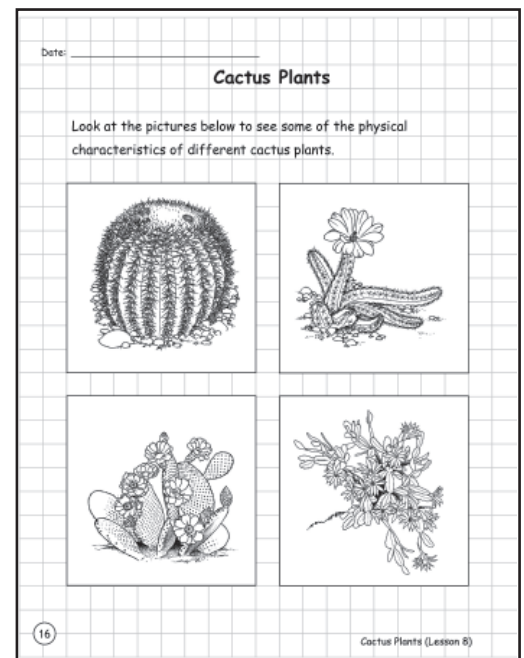 Date: ____________________
Cactus Plants
Look at the pictures below to see some of the physical
characteristics of different cactus plants.
16
Cactus Plants (Lesson 8)